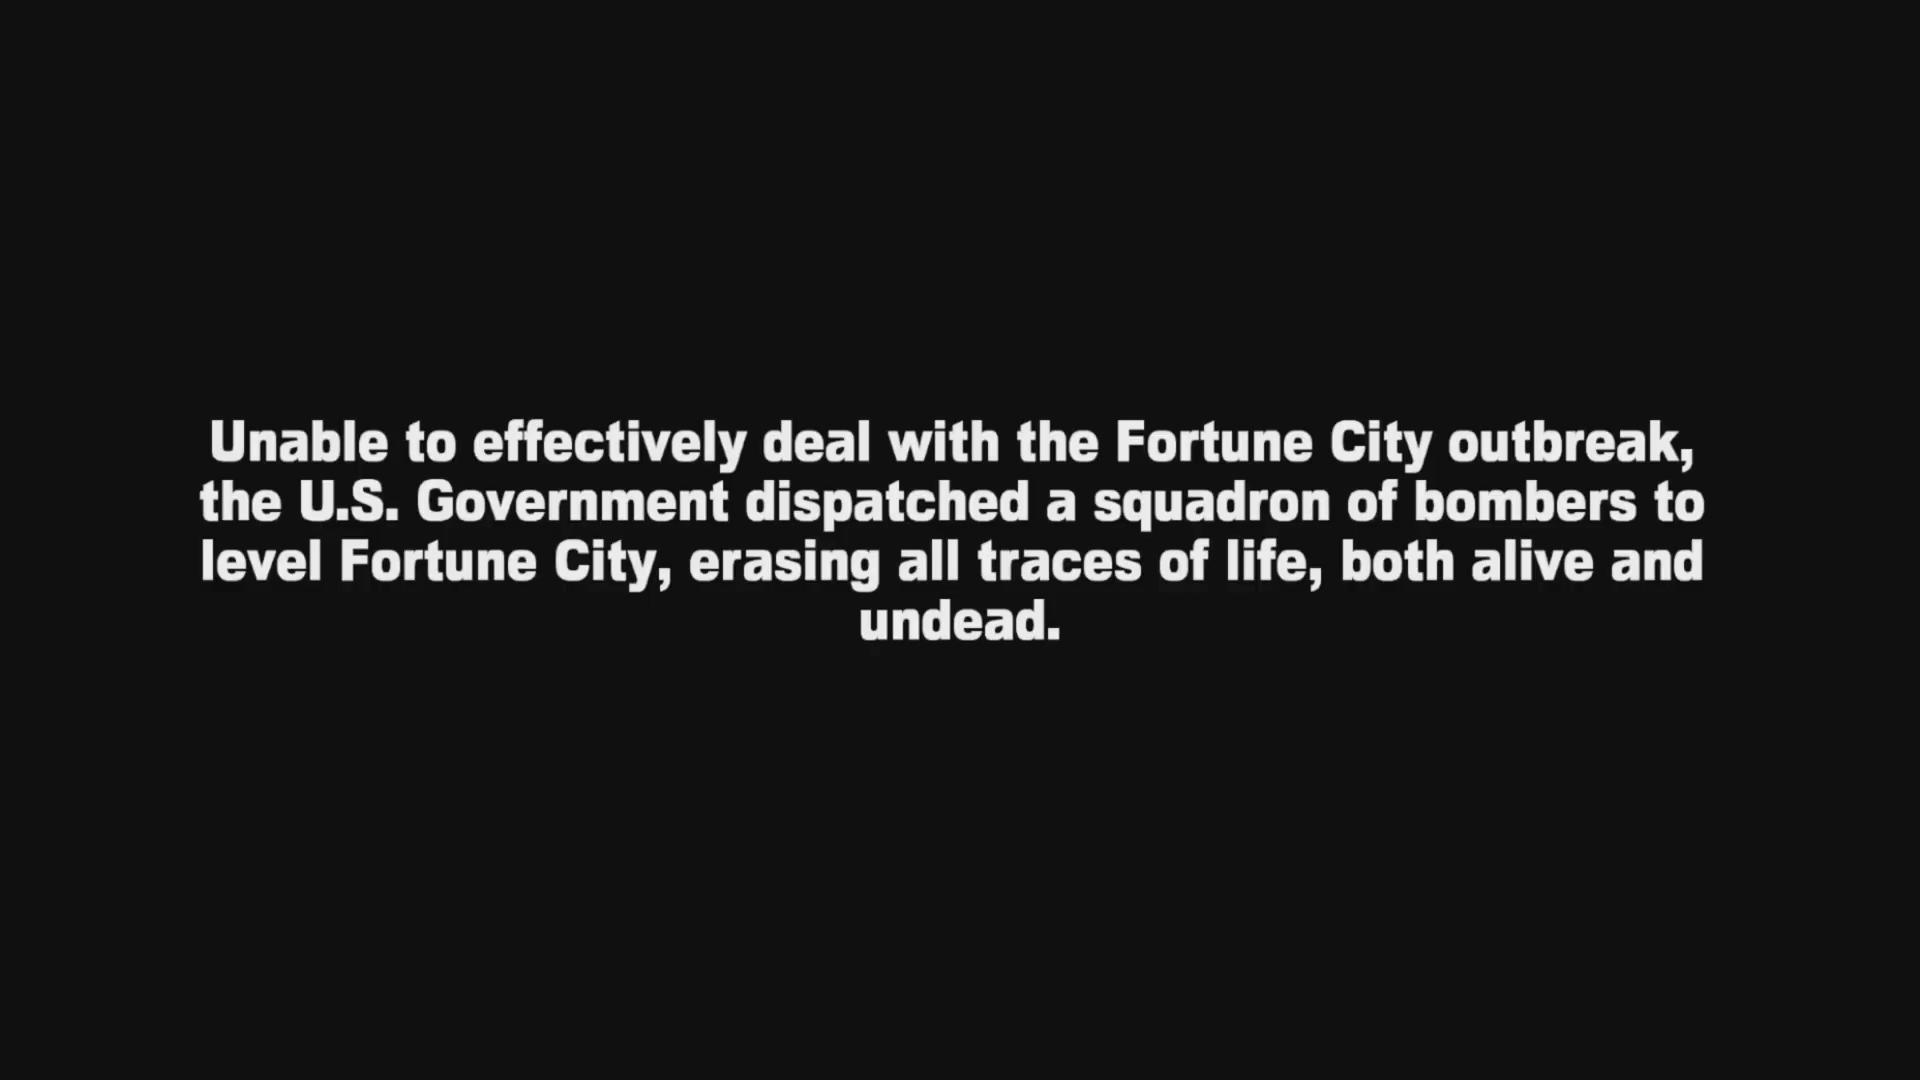 Unable to effectively deal with the Fortune City outbreak,
the U.S. Government dispatched a squadron of bombers to
level Fortune City, erasing all traces of life, both alive and
undead.